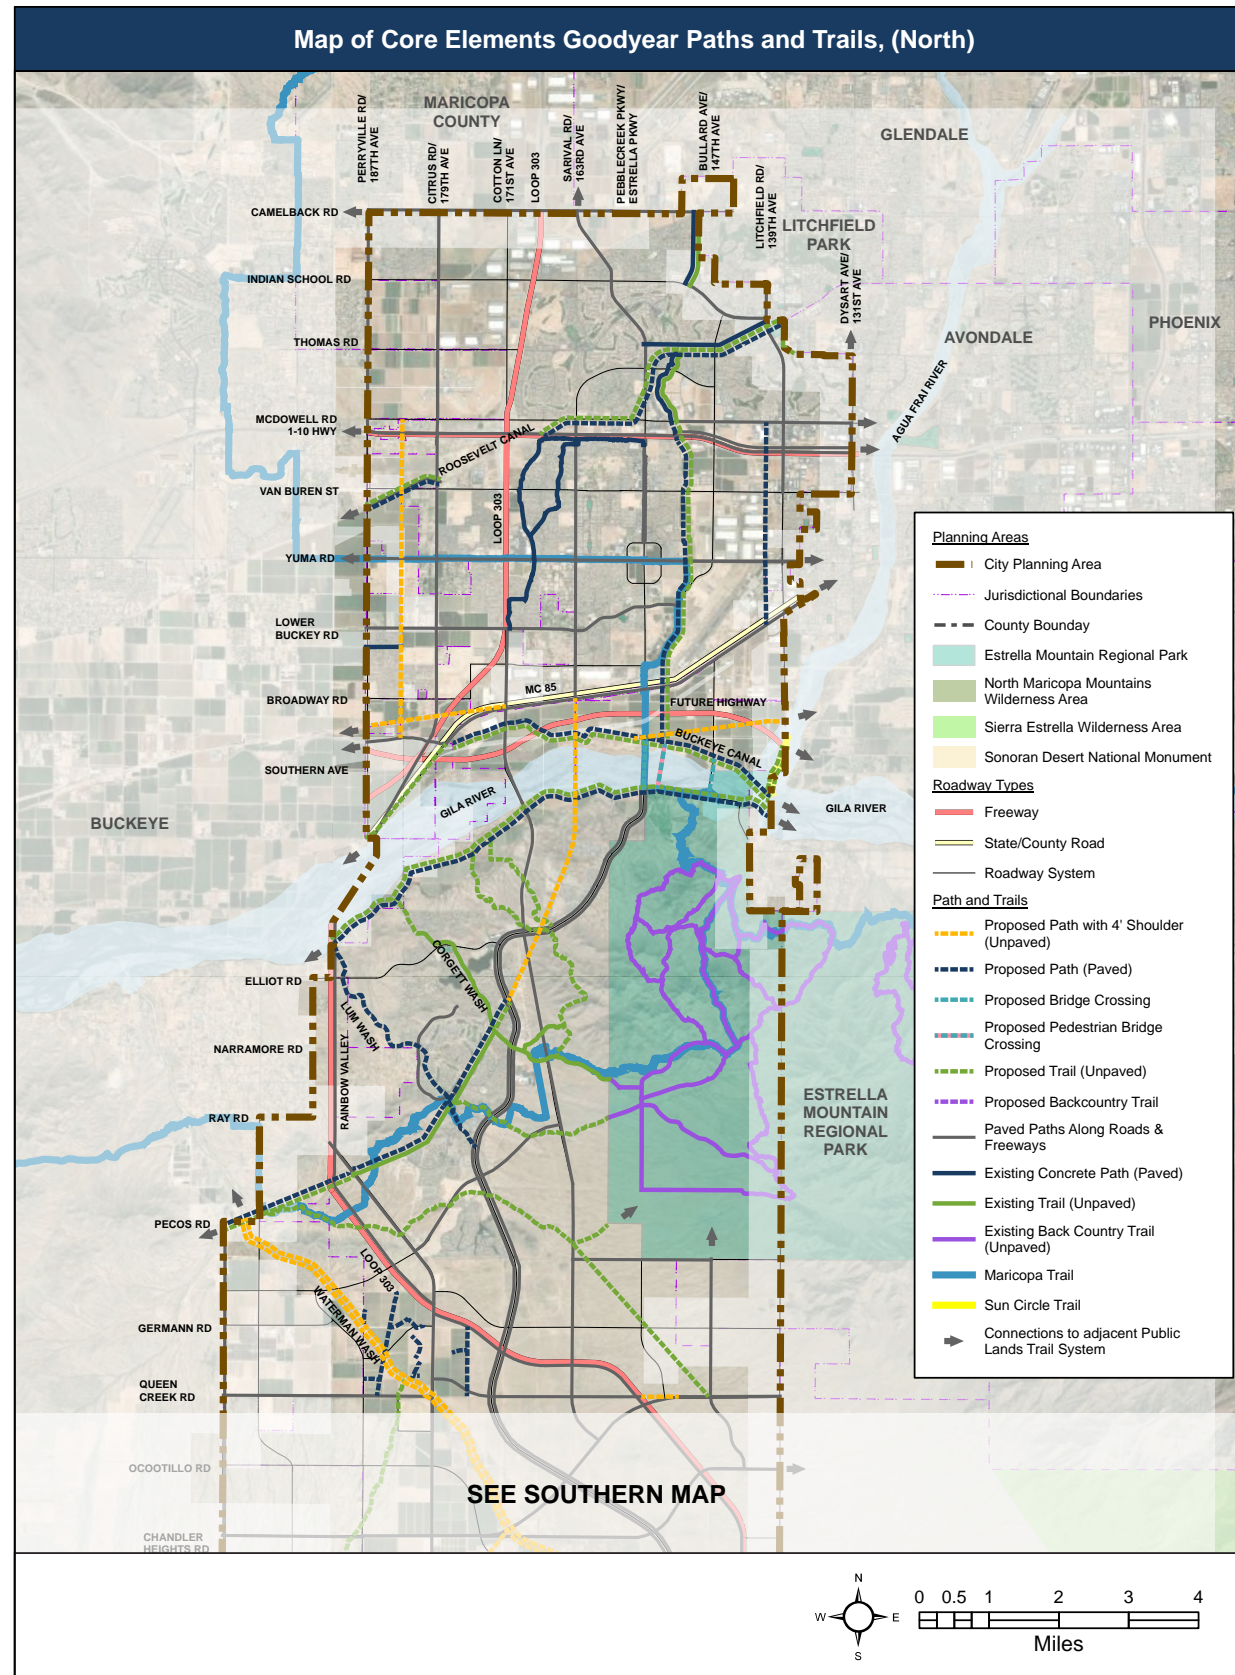 Map of Core Elements Goodyear Paths and Trails, (North)
MARICOPA
COUNTY
GLENDALE
PERRYVILLE RD/
187TH AVE
CITRUS RD/
179TH AVE
COTTON LN/
171ST AVE
LOOP 303
SARIVAL RD/
163RD AVE
PEBBLECREEK PKWY/
ESTRELLA PKWY
BULLARD AVE/
147TH AVE
LITCHFIELD RD/
139TH AVE
DYSART AVE/
131ST AVE
LITCHFIELD
PARK
AVONDALE
PHOENIX
AGUA FRAI RIVER
CAMELBACK RD
INDIAN SCHOOL RD
THOMAS RD
MCDOWELL RD
1-10 HWY
ROOSEVELT CANAL
VAN BUREN ST
LOOP 303
YUMA RD
LOWER
BUCKEY RD
BROADWAY RD
MC 85
FUTURE HIGHWAY
BUCKEYE CANAL
SOUTHERN AVE
GILA RIVER
GILA RIVER
BUCKEYE
CORGETT WASH
ELLIOT RD
LUM WASH
NARRAMORE RD
RAINBOW VALLEY
RAY RD
ESTRELLA
MOUNTAIN
REGIONAL
PARK
PECOS RD
LOOP 303
WATERMAN WASH
GERMANN RD
QUEEN
CREEK RD
OCOOTILLO RD
SEE SOUTHERN MAP
CHANDLER
HEIGHTS RD
Planning Areas
City Planning Area
Jurisdictional Boundaries
County Bounday
Estrella Mountain Regional Park
North Maricopa Mountains
Wilderness Area
Sierra Estrella Wilderness Area
Sonoran Desert National Monument
Roadway Types
Freeway
State/County Road
Roadway System
Path and Trails
Proposed Path with 4' Shoulder
(Unpaved)
Proposed Path (Paved)
Proposed Bridge Crossing
Proposed Pedestrian Bridge
Crossing
Proposed Trail (Unpaved)
Proposed Backcountry Trail
Paved Paths Along Roads &
Freeways
Existing Concrete Path (Paved)
Existing Trail (Unpaved)
Existing Back Country Trail
(Unpaved)
Maricopa Trail
Sun Circle Trail
Connections to adjacent Public
Lands Trail System
N
W
E
S
0 0.5 1 2 3 4
Miles